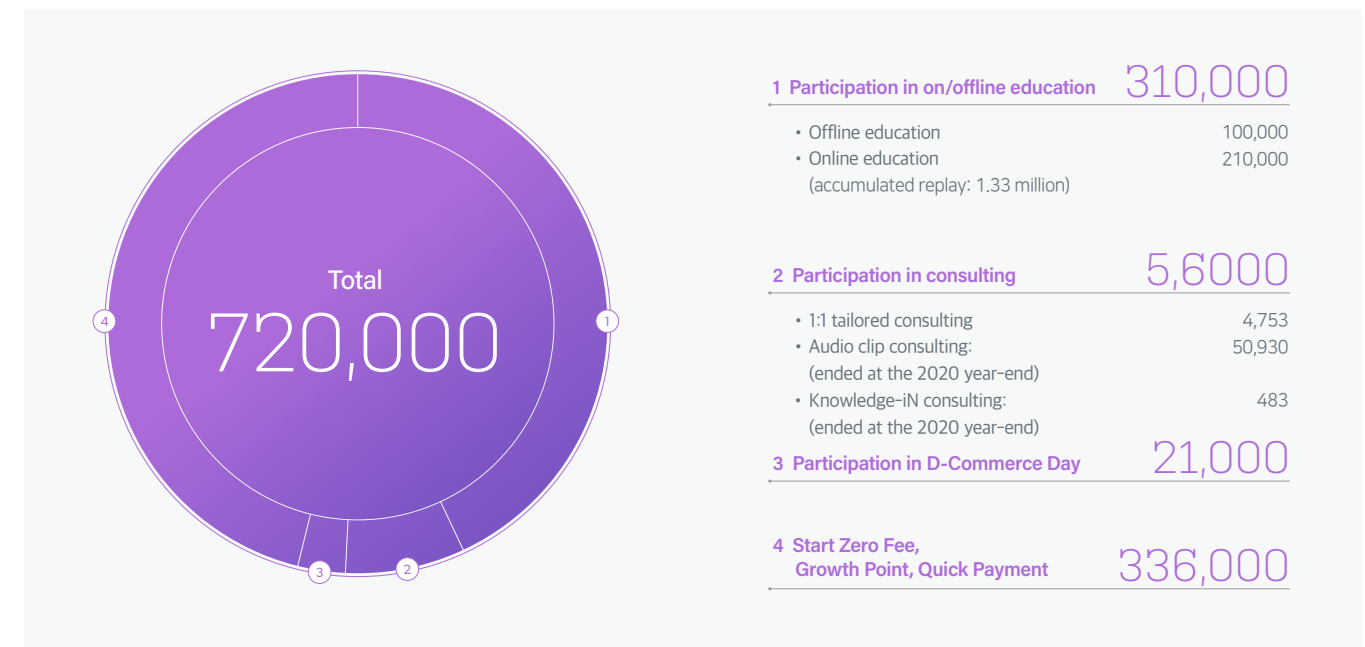 Total
720,000
4
1
3
2
1 Participation in on/offline education 310,000
• Offline education 100,000
• Online education 210,000
(accumulated replay: 1.33 million)
2 Participation in consulting 5,6000
• 1:1 tailored consulting 4,753
• Audio clip consulting: 50,930
(ended at the 2020 year-end)
• Knowledge-iN consulting: 483
(ended at the 2020 year-end)
3 Participation in D-Commerce Day 21,000
4 Start Zero Fee,
Growth Point, Quick Payment 336,000